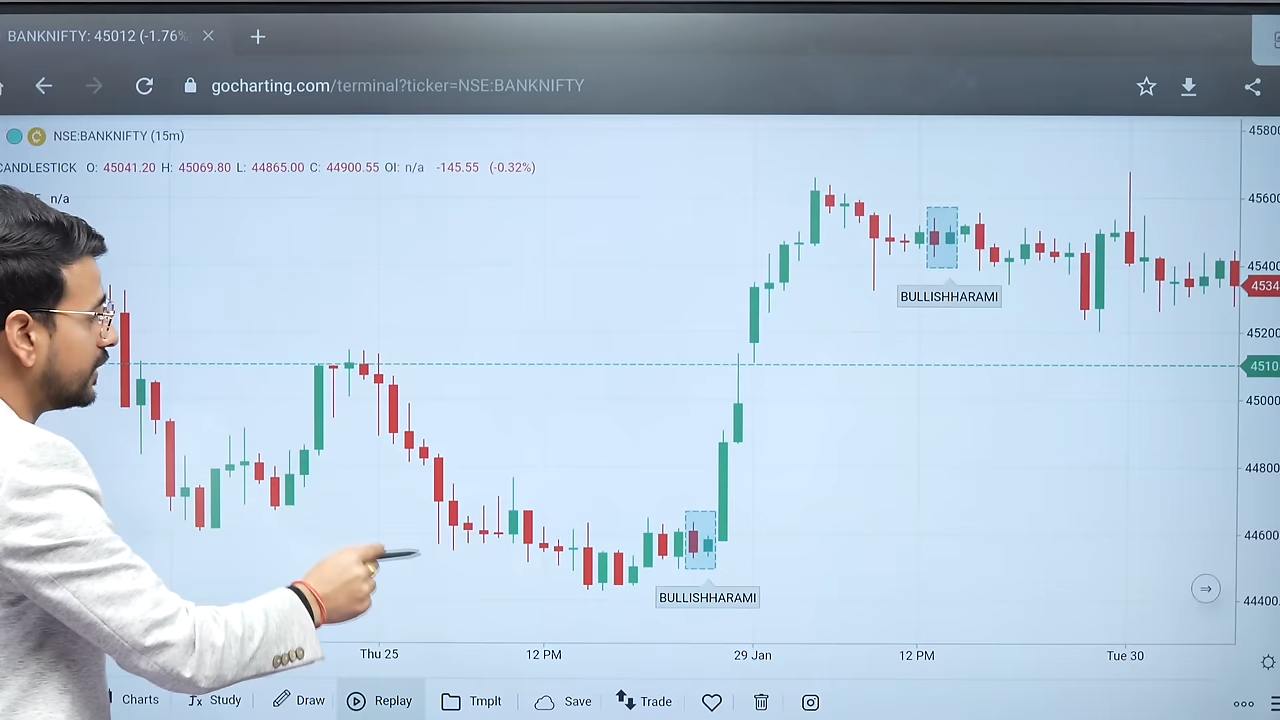 BANKNIFTY: 45012 (-1.76%
gocharting.com/terminal?ticker=NSE:BANKNIFTY
NSE:BANKNIFTY (15m)
CANDLESTICK O: 45041.20 H: 45069.80 L: 44865.00 C: 44900.55 OI: n/a -145.55 (-0.32%)
n/a
45800
45600
45400
4534
45200
4510
45000
44800
44600
44400
BULLISHHARAMI
BULLISHHARAMI
Thu 25 12 PM 29 Jan 12 PM Tue 30
Charts Study Draw Replay Tmplt Save Trade